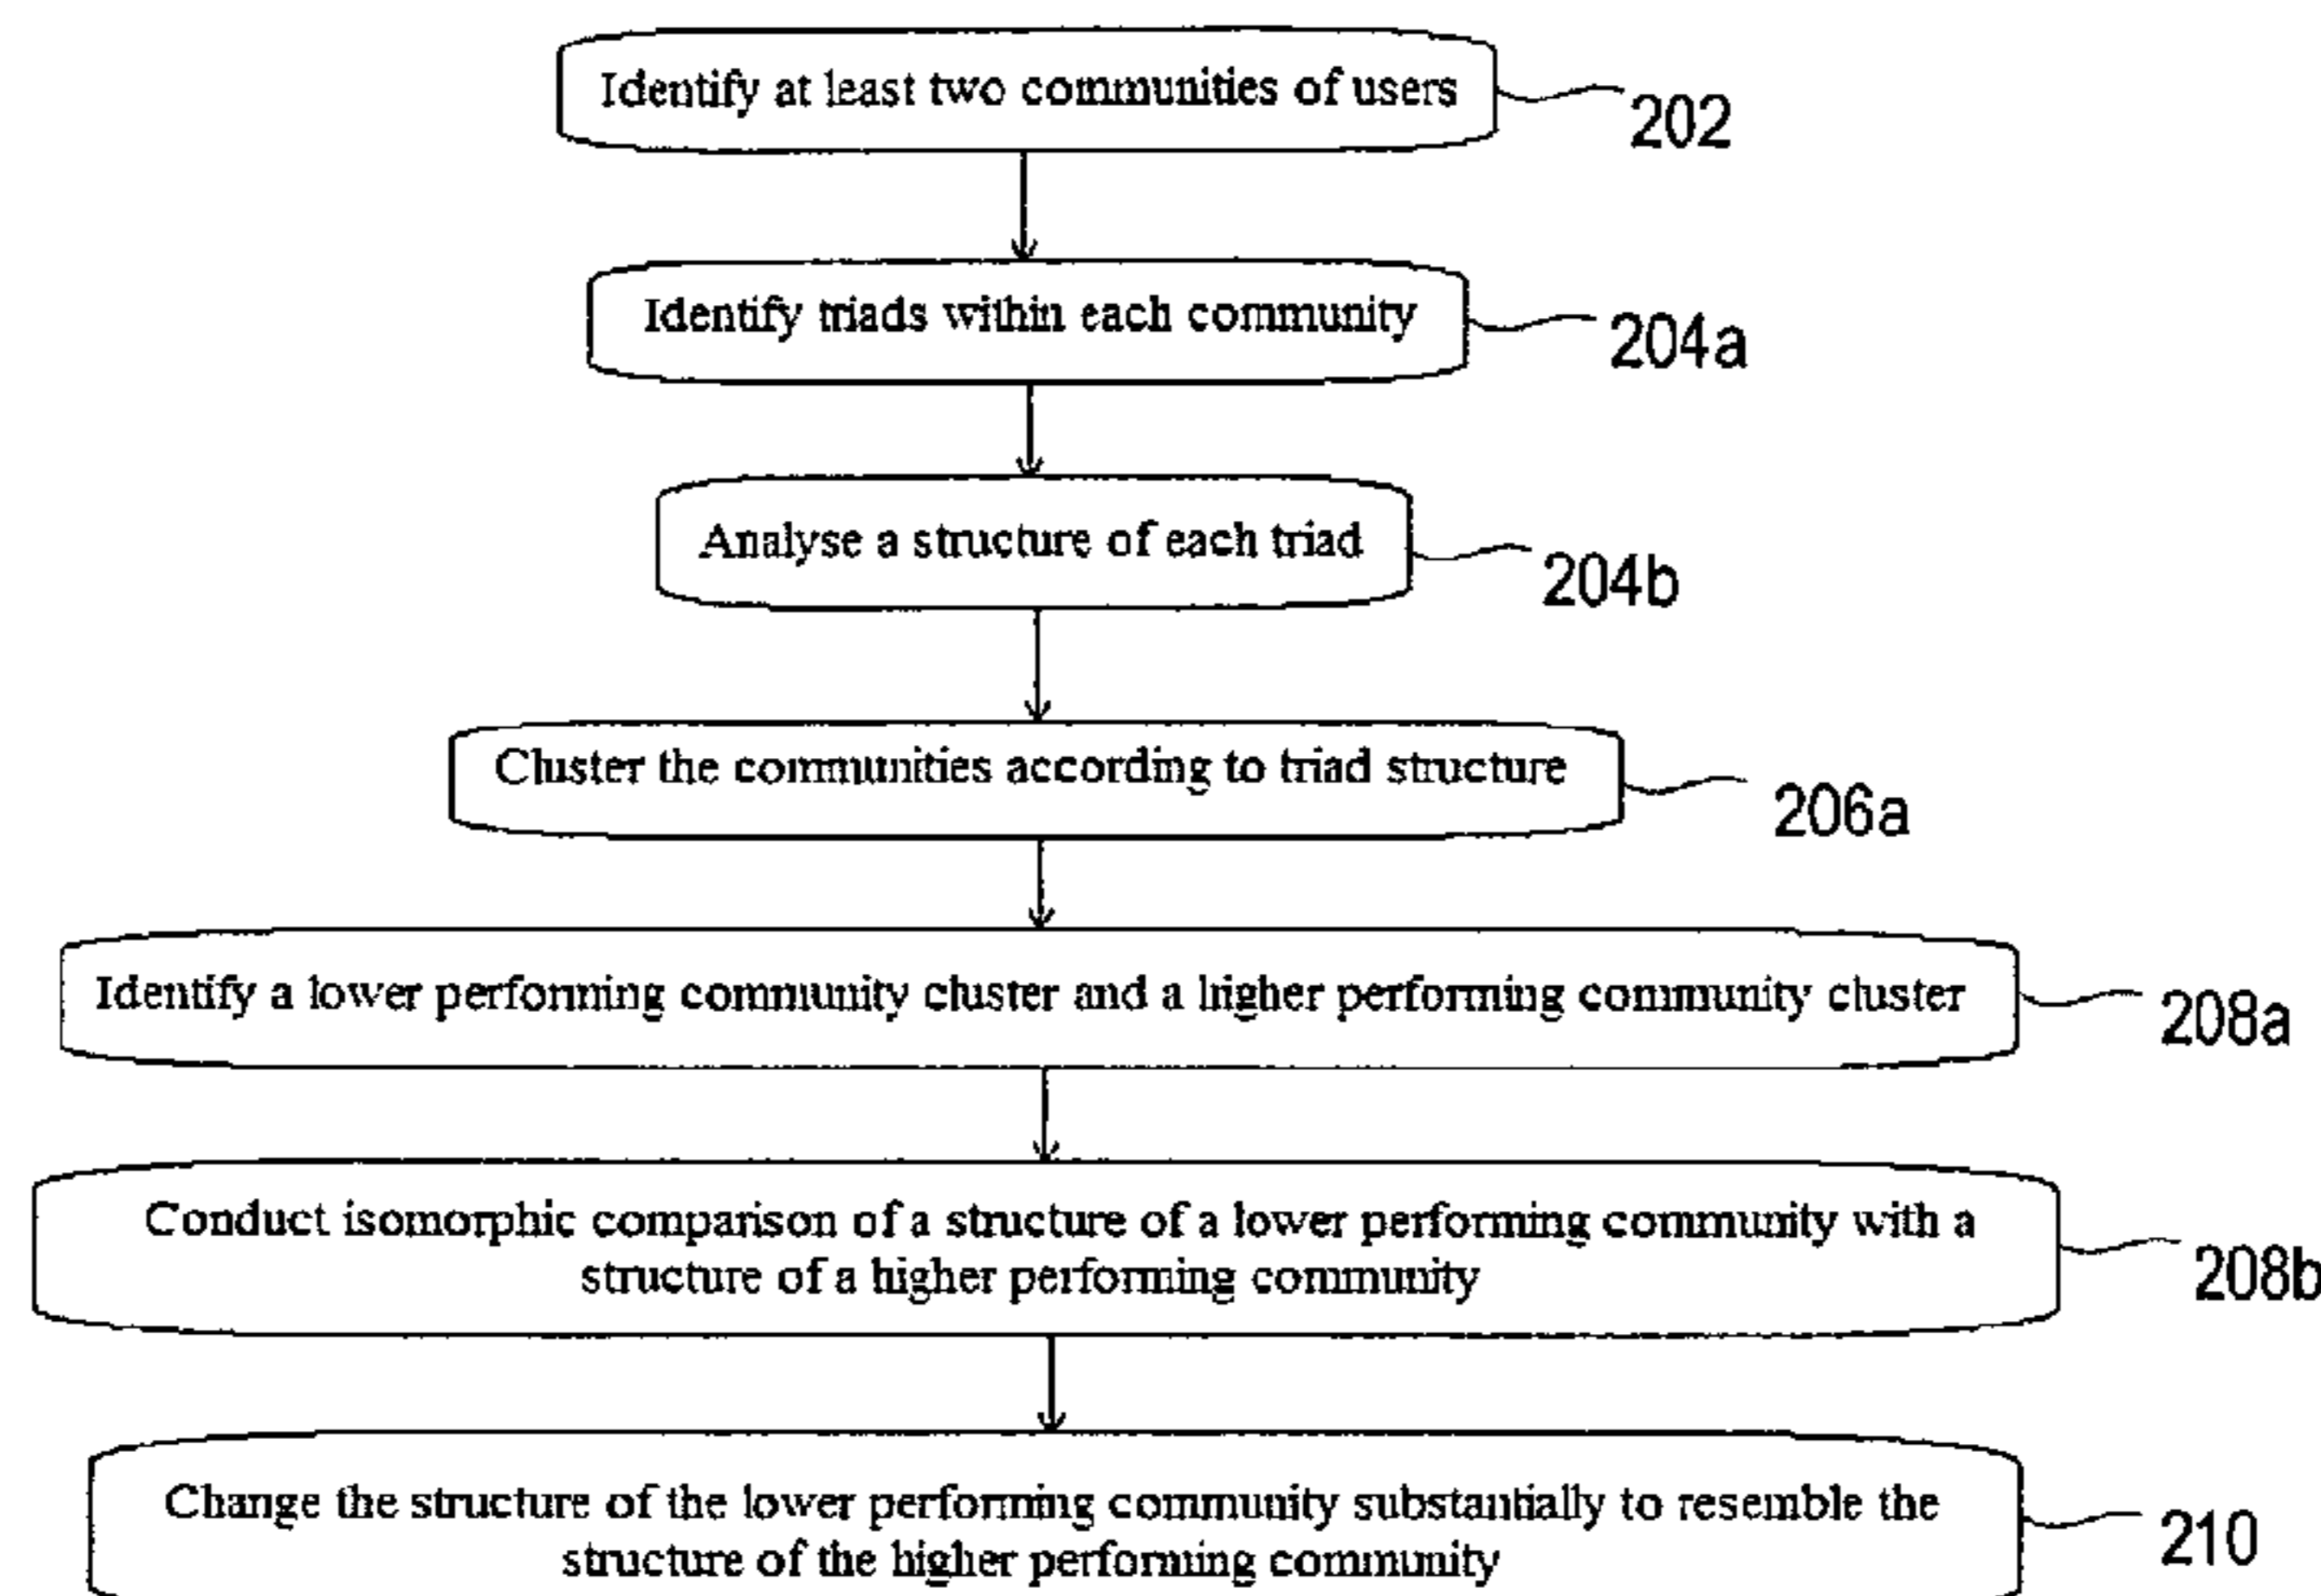 Identify at least two communities of users
202
Identify triads within each community
204a
Analyse a structure of each triad
204b
Cluster the communities according to triad structure
206a
Identify a lower performing community cluster and a higher performing community cluster
208a
Conduct isomorphic comparison of a structure of a lower performing community with a
structure of a higher performing community
208b
Change the structure of the lower performing community substantially to resemble the
structure of the higher performing community
210